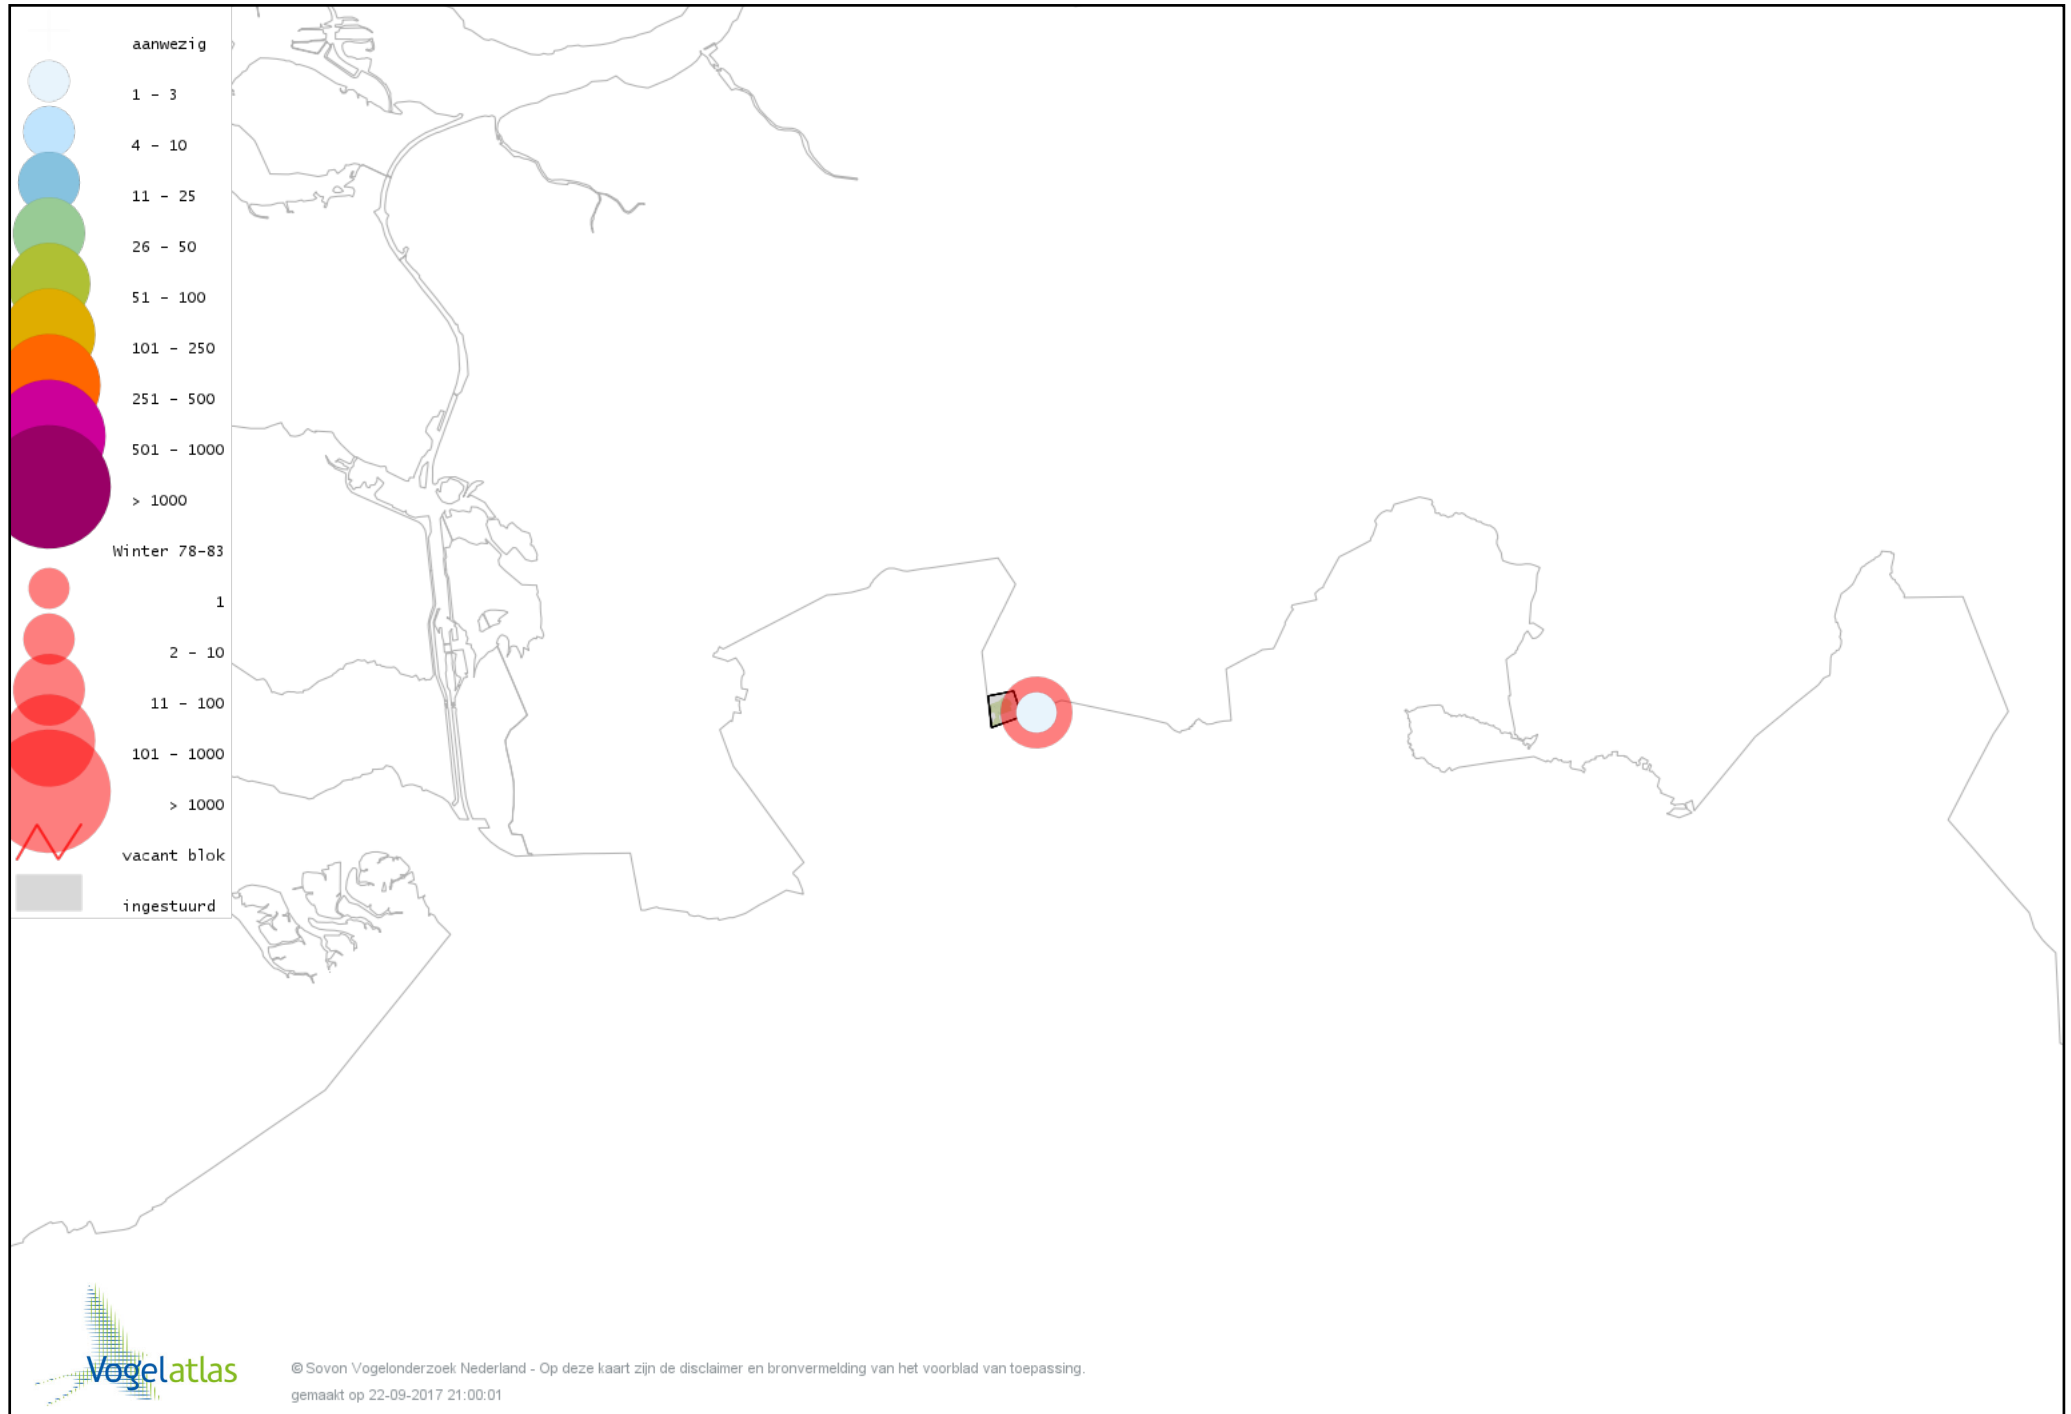 aanwezig
1 - 3
4 - 10
11 - 25
26 - 50
51 - 100
101 - 250
251 - 500
501 - 1000
> 1000
Winter 78-83
1
2 - 10
11 - 100
101 - 1000
> 1000
vacant blok
ingestuurd
Vogelatlas
© Sovon Vogelonderzoek Nederland - Op deze kaart zijn de disclaimer en bronvermelding van het voorblad van toepassing.
gemaakt op 22-09-2017 21:00:01